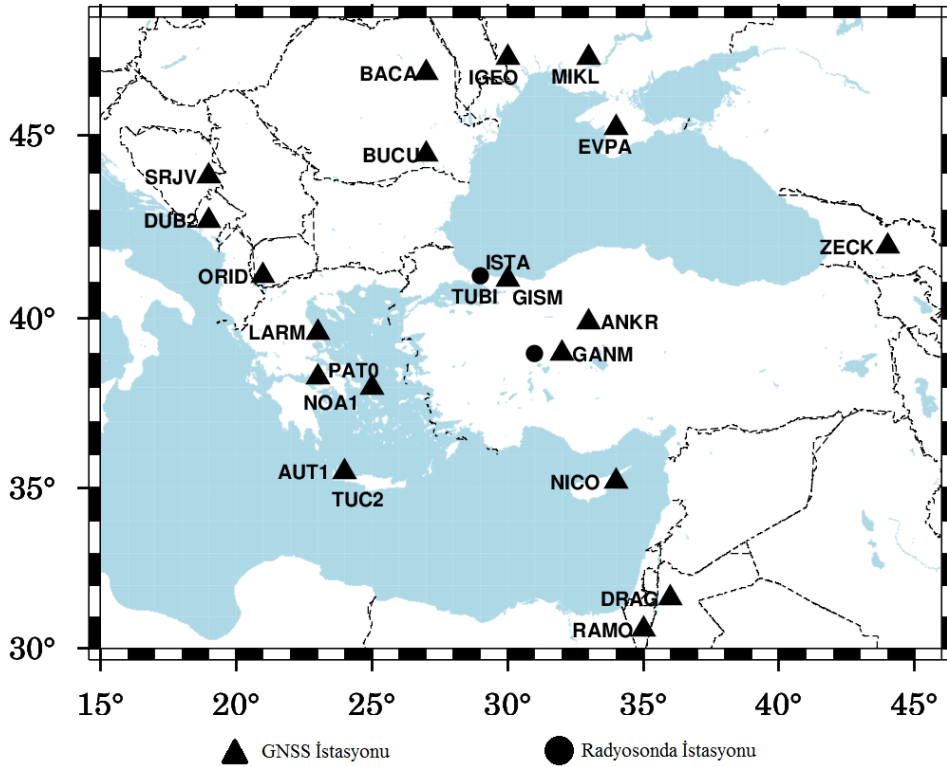 BACA
IGEO
MIKL
45°
EVPA
BUCU
SRJV
DUB2
ZECK
ORID
ISTA
TUBI
GISM
40°
ANKR
LARM
GANM
PAT0
NOA1
AUT1
35°
TUC2
NICO
DRAG
RAMO
30°
15° 20° 25° 30° 35° 40° 45°
GNSS İstasyonu Radyosonda İstasyonu